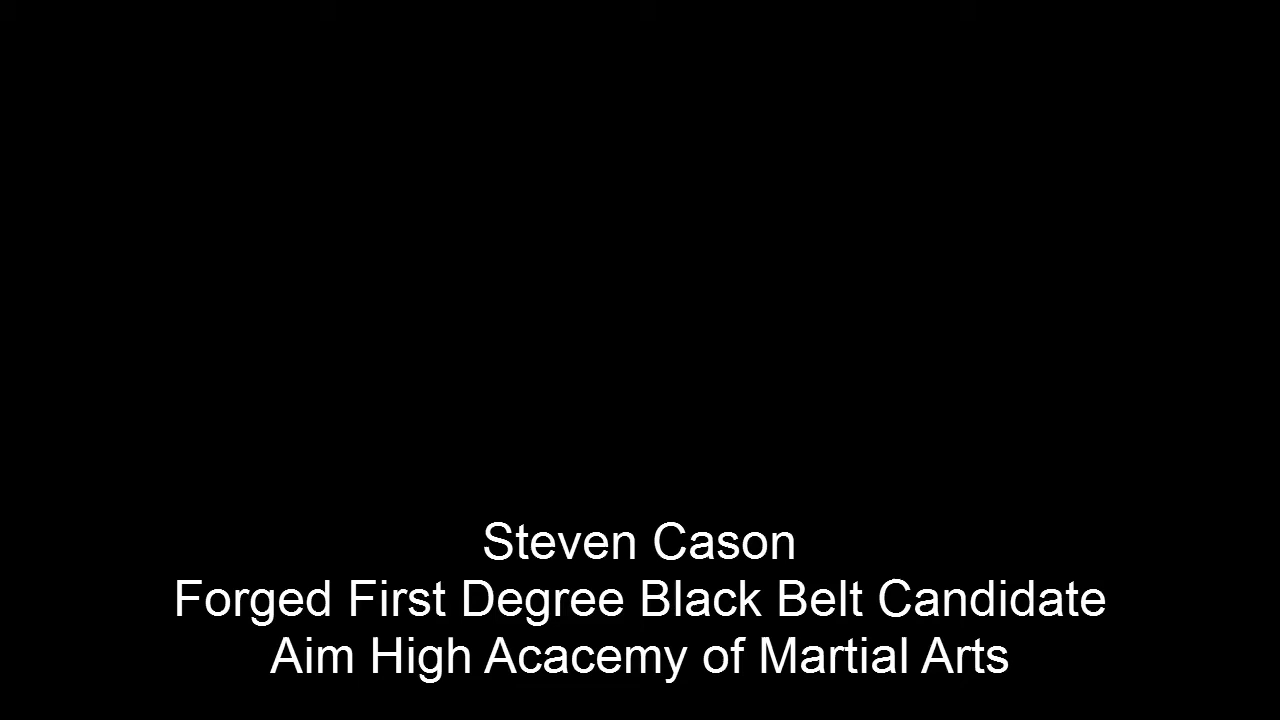 Steven Cason
Forged First Degree Black Belt Candidate
Aim High Acacemy of Martial Arts